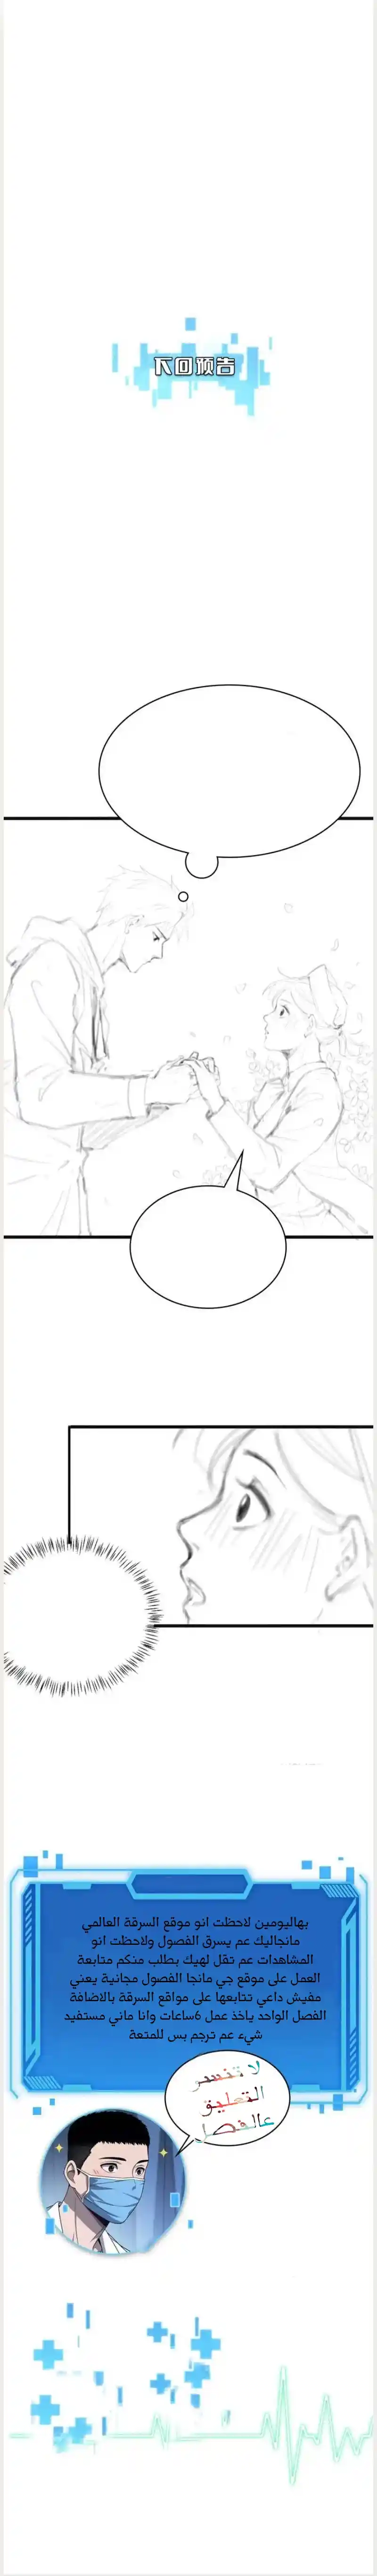 下回预告
بهاليومين لاحظت انو موقع السرقة العالمي
مانجاليك عم يسرق الفصول ولاحظت انو
المشاهدات عم تقل لهيك بطلب منكم متابعة
العمل على موقع جي مانجا الفصول مجانية يعني
مفيش داعي تتابعها على مواقع السرقة بالاضافة
الفصل الواحد ياخذ عمل 6ساعات وانا ماني مستفيد
شيء عم ترجم بس للمتعة
لا تنسر
التعليق
عالفصل